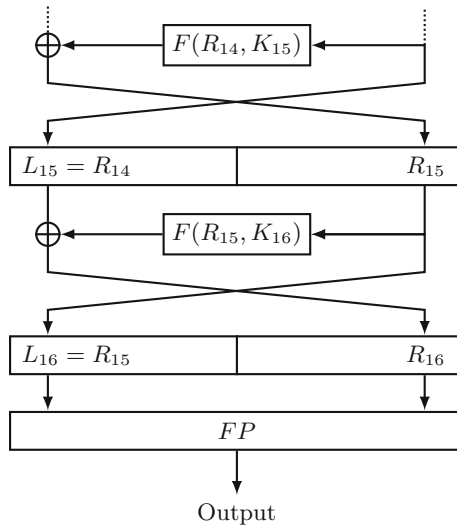 F(R₁₄, K₁₅)
L₁₅ = R₁₄
R₁₅
F(R₁₅, K₁₆)
L₁₆ = R₁₅
R₁₆
FP
Output